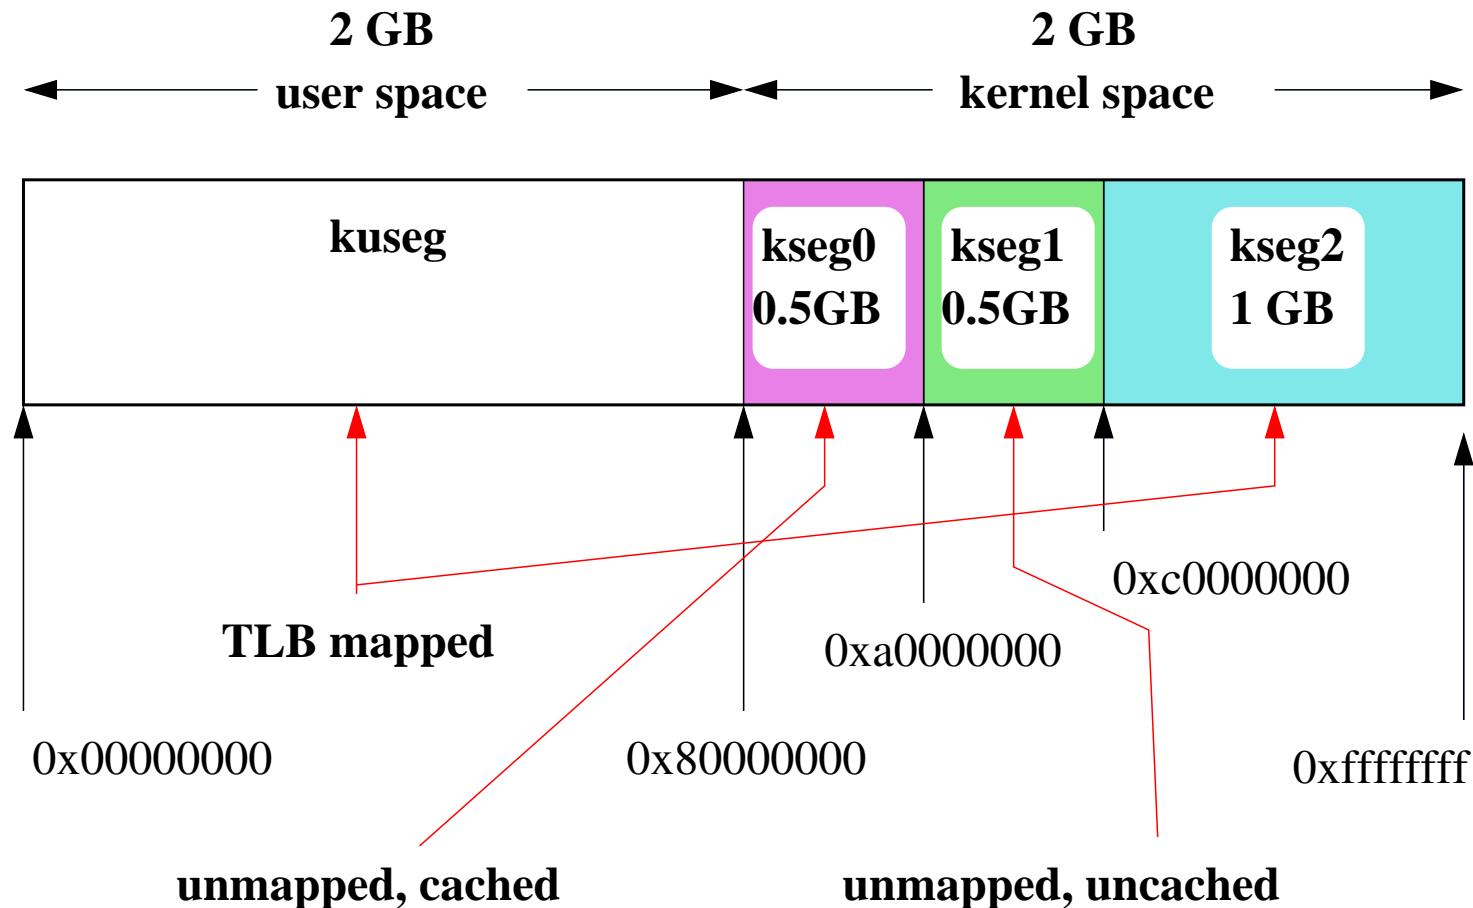 2 GB
user space
2 GB
kernel space
kuseg
kseg0
0.5GB
kseg1
0.5GB
kseg2
1 GB
0xc0000000
TLB mapped
0xa0000000
0x00000000
0x80000000
0xffffffff
unmapped, cached
unmapped, uncached